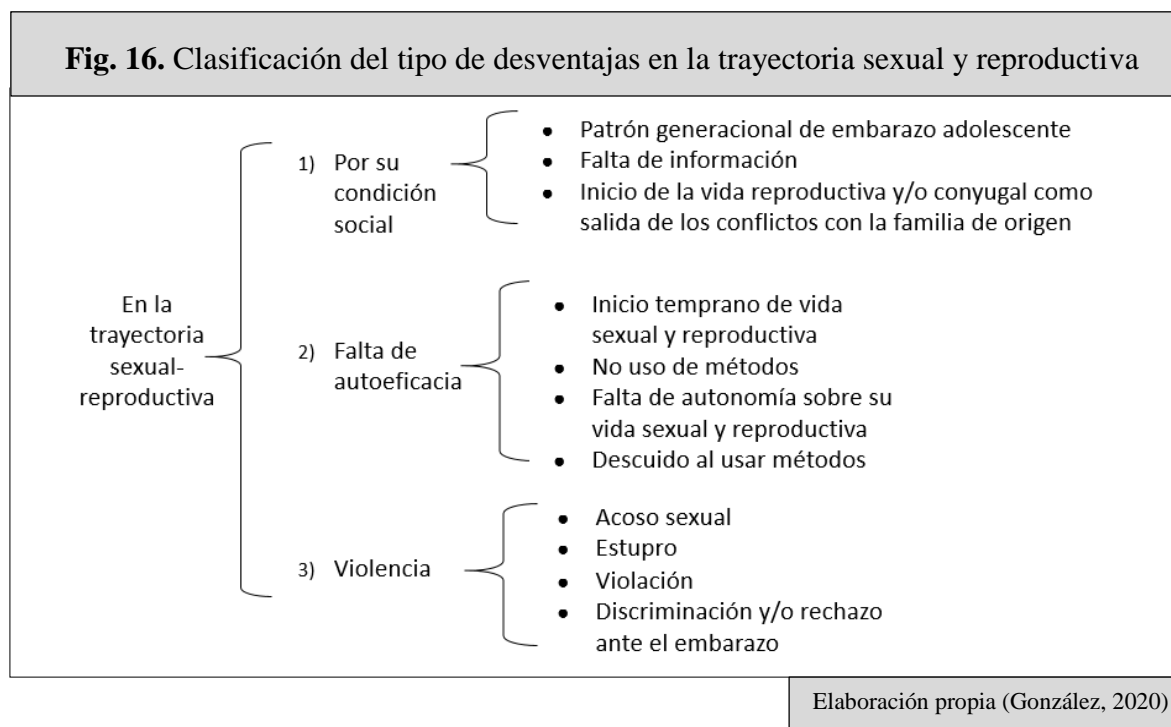 Fig. 16. Clasificación del tipo de desventajas en la trayectoria sexual y reproductiva
En la
trayectoria
sexual-
reproductiva
1) Por su
condición
social
• Patrón generacional de embarazo adolescente
• Falta de información
• Inicio de la vida reproductiva y/o conyugal como
salida de los conflictos con la familia de origen
2) Falta de
autoeficacia
• Inicio temprano de vida
sexual y reproductiva
• No uso de métodos
• Falta de autonomía sobre su
vida sexual y reproductiva
• Descuido al usar métodos
3) Violencia
• Acoso sexual
• Estupro
• Violación
• Discriminación y/o rechazo
ante el embarazo
Elaboración propia (González, 2020)